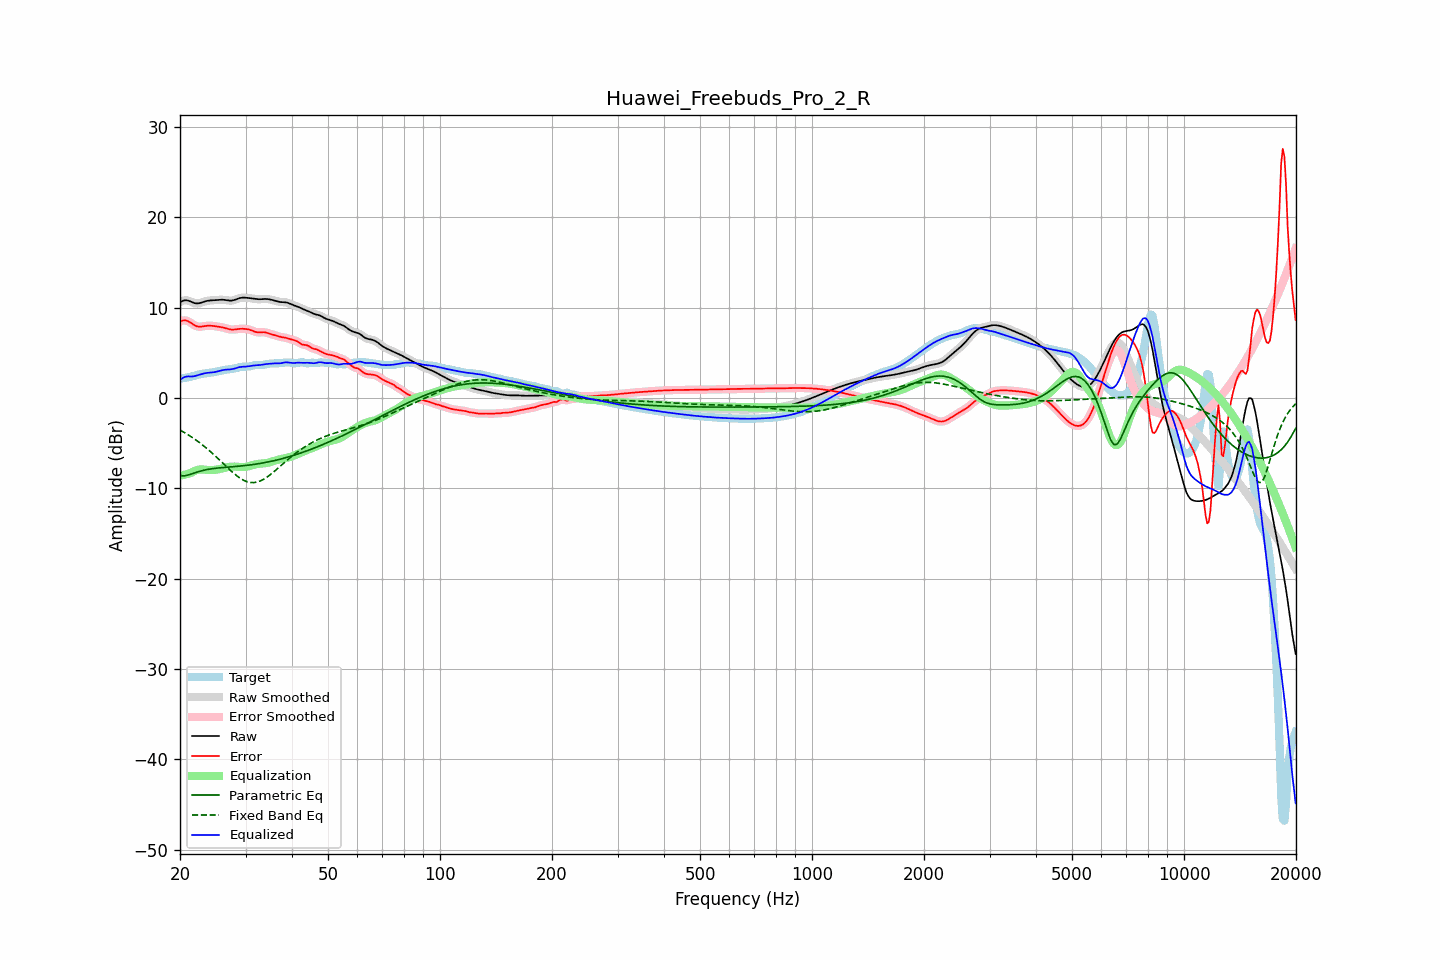 Huawei_Freebuds_Pro_2_R
30
20
10
0
−10
−20
−30
−40
−50
Amplitude (dBr)
Target
Raw Smoothed
Error Smoothed
Raw
Error
Equalization
Parametric Eq
Fixed Band Eq
Equalized
20 50 100 200 500 1000 2000 5000 10000 20000
Frequency (Hz)